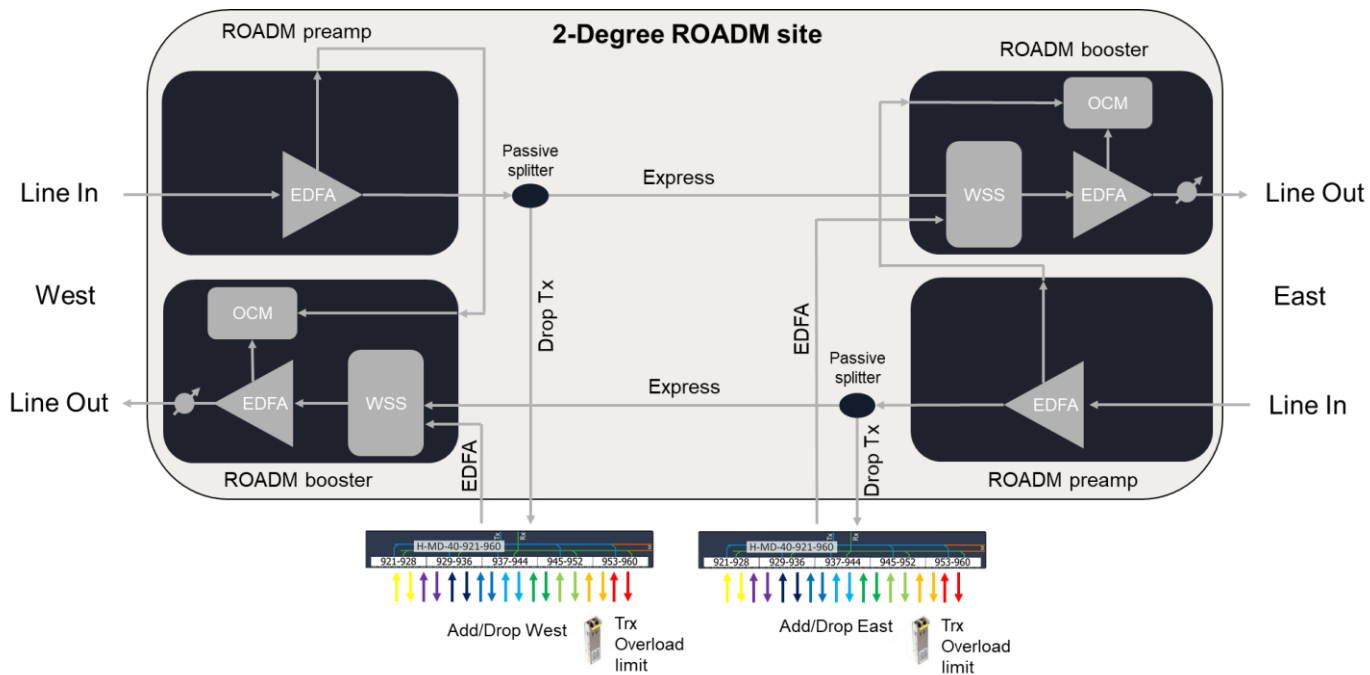 2-Degree ROADM site
ROADM preamp
ROADM booster
OCM
Passive
splitter
Line In
EDFA
Express
WSS
EDFA
Line Out
West
East
OCM
Drop Tx
EDFA
Passive
splitter
Line Out
EDFA
WSS
Express
EDFA
Line In
EDFA
Drop Tx
ROADM booster
ROADM preamp
Tx
Rx
H-MD-40-921-960
921-928 929-936 937-944 945-952 953-960
Add/Drop West
Trx
Overload
limit
Tx
Rx
H-MD-40-921-960
921-928 929-936 937-944 945-952 953-960
Add/Drop East
Trx
Overload
limit